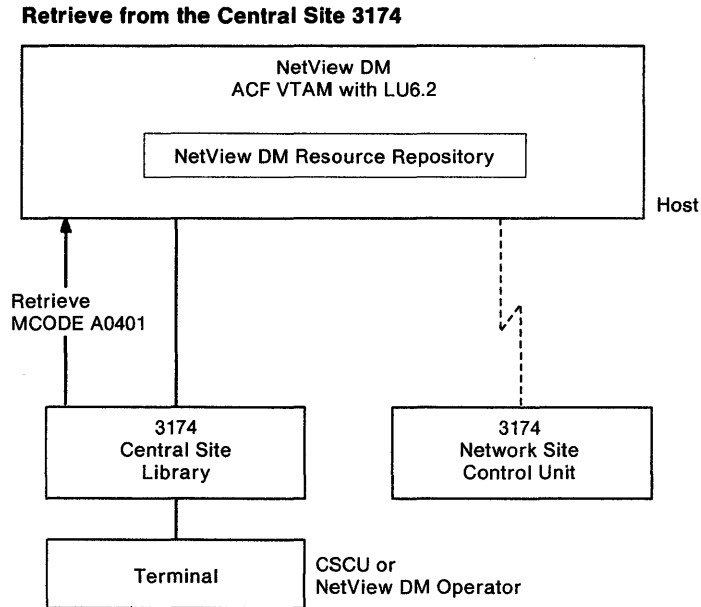 Retrieve from the Central Site 3174
NetView DM
ACF VTAM with LU6.2
NetView DM Resource Repository
Host
Retrieve
MCODE A0401
3174
Central Site
Library
3174
Network Site
Control Unit
Terminal
CSCU or
NetView DM Operator